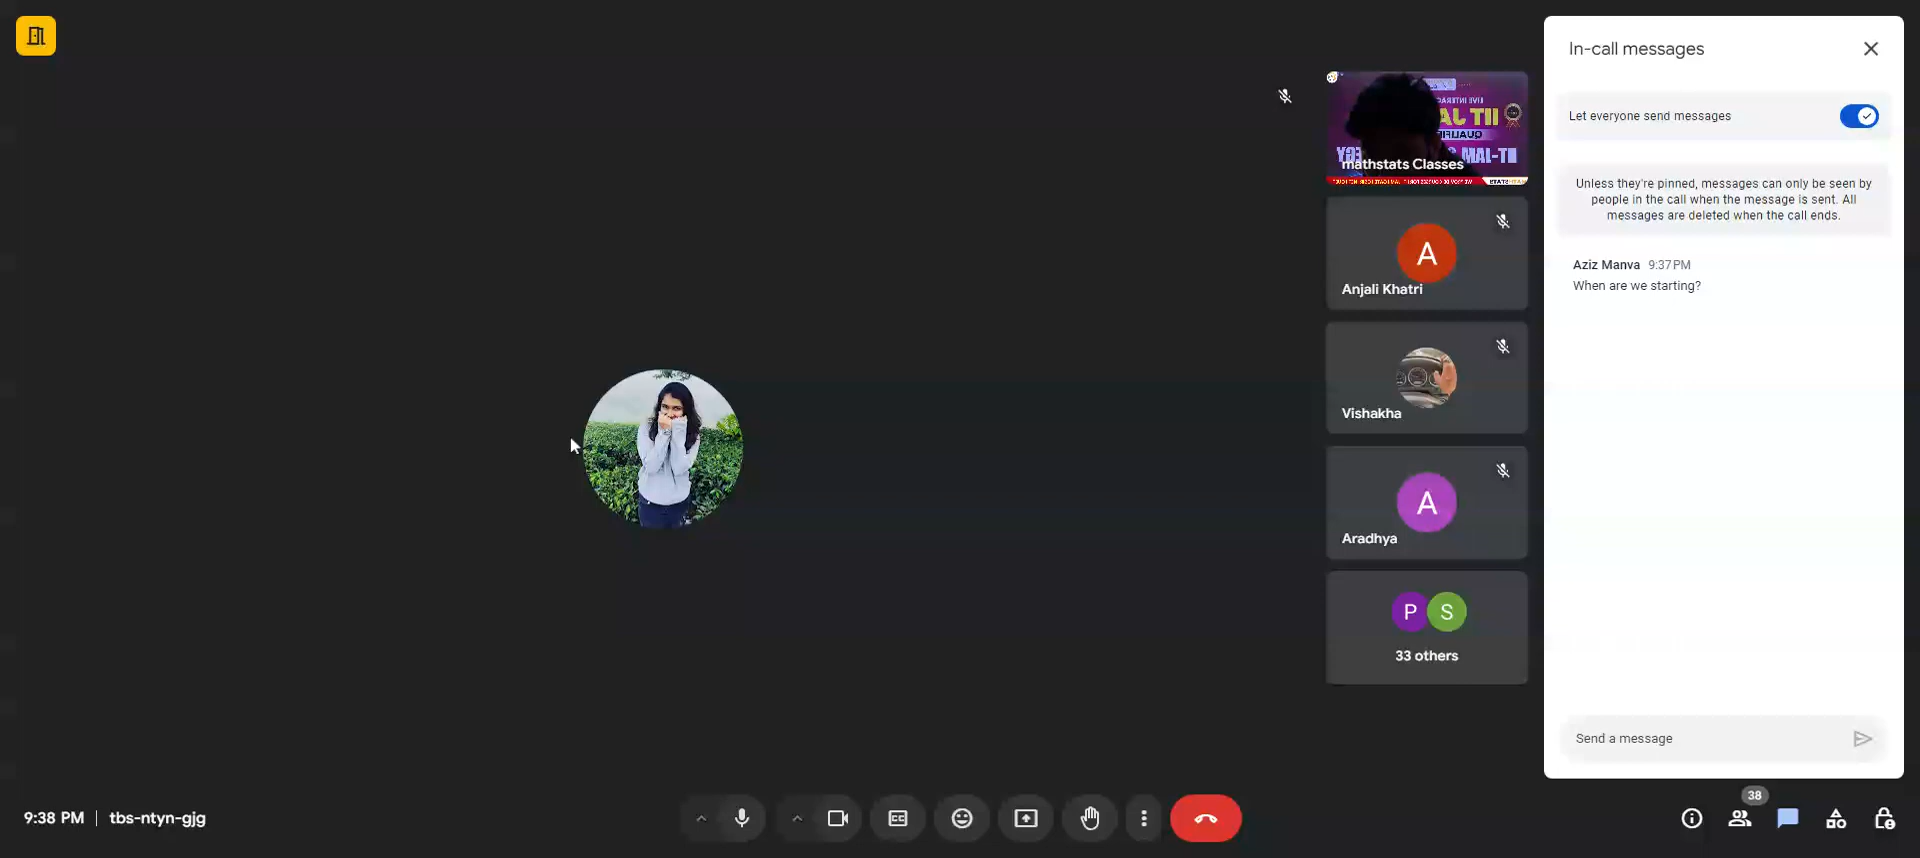 In-call messages
Let everyone send messages
Unless they're pinned, messages can only be seen by
people in the call when the message is sent. All
messages are deleted when the call ends.
Aziz Manva 9:37 PM
When are we starting?
Send a message
mathstats Classes
A
Anjali Khatri
Vishakha
A
Aradhya
P S
33 others
9:38 PM | tbs-ntyn-gjg
CC
38